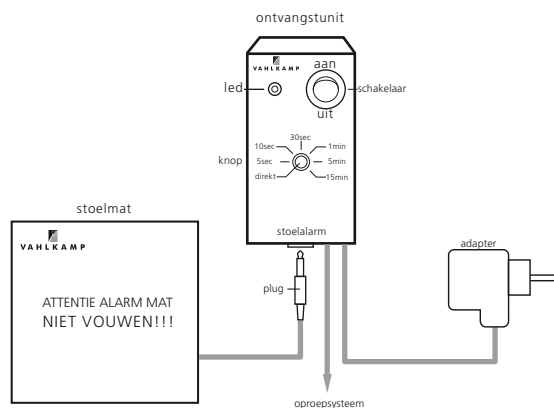 ontvangstunit
VAHLKAMP
aan
led
schakelaar
uit
30sec
10sec
1min
knop
5sec
5min
direkt
15min
stoelalarm
stoelmat
VAHLKAMP
ATTENTIE ALARM MAT
NIET VOUWEN!!!
plug
adapter
oproepsysteem